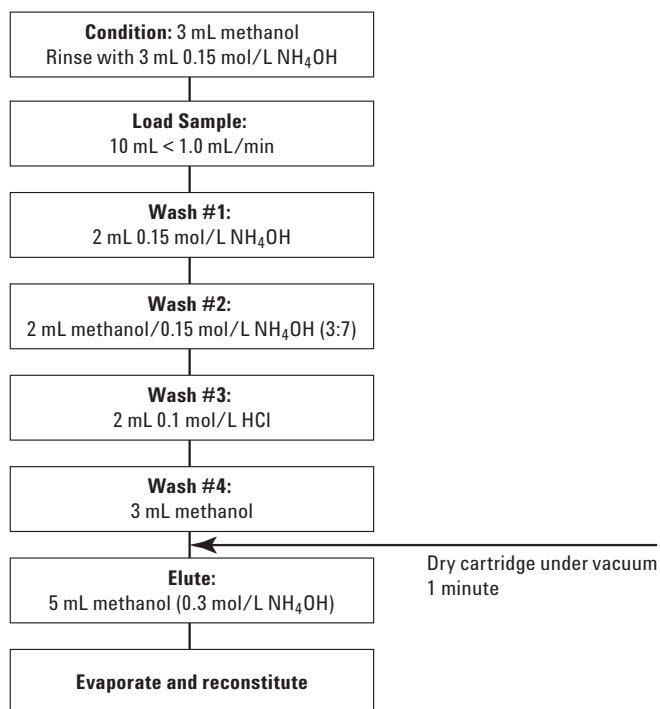 Condition: 3 mL methanol
Rinse with 3 mL 0.15 mol/L NH₄OH
Load Sample:
10 mL < 1.0 mL/min
Wash #1:
2 mL 0.15 mol/L NH₄OH
Wash #2:
2 mL methanol/0.15 mol/L NH₄OH (3:7)
Wash #3:
2 mL 0.1 mol/L HCl
Wash #4:
3 mL methanol
Dry cartridge under vacuum
1 minute
Elute:
5 mL methanol (0.3 mol/L NH₄OH)
Evaporate and reconstitute